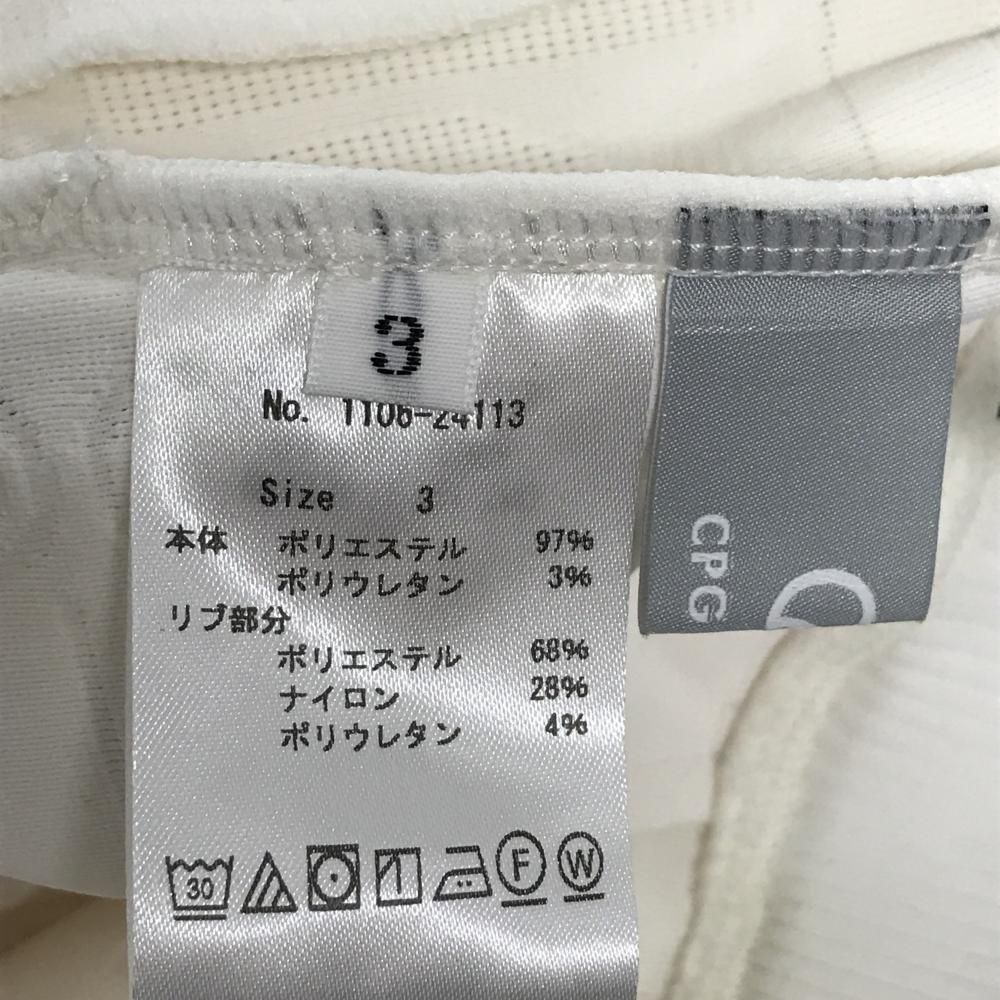 3
No. 1106-24113
Size 3
本体 ポリエステル 97%
ポリウレタン 3%
リブ部分
ポリエステル 68%
ナイロン 28%
ポリウレタン 4%
30
F
W
CPG